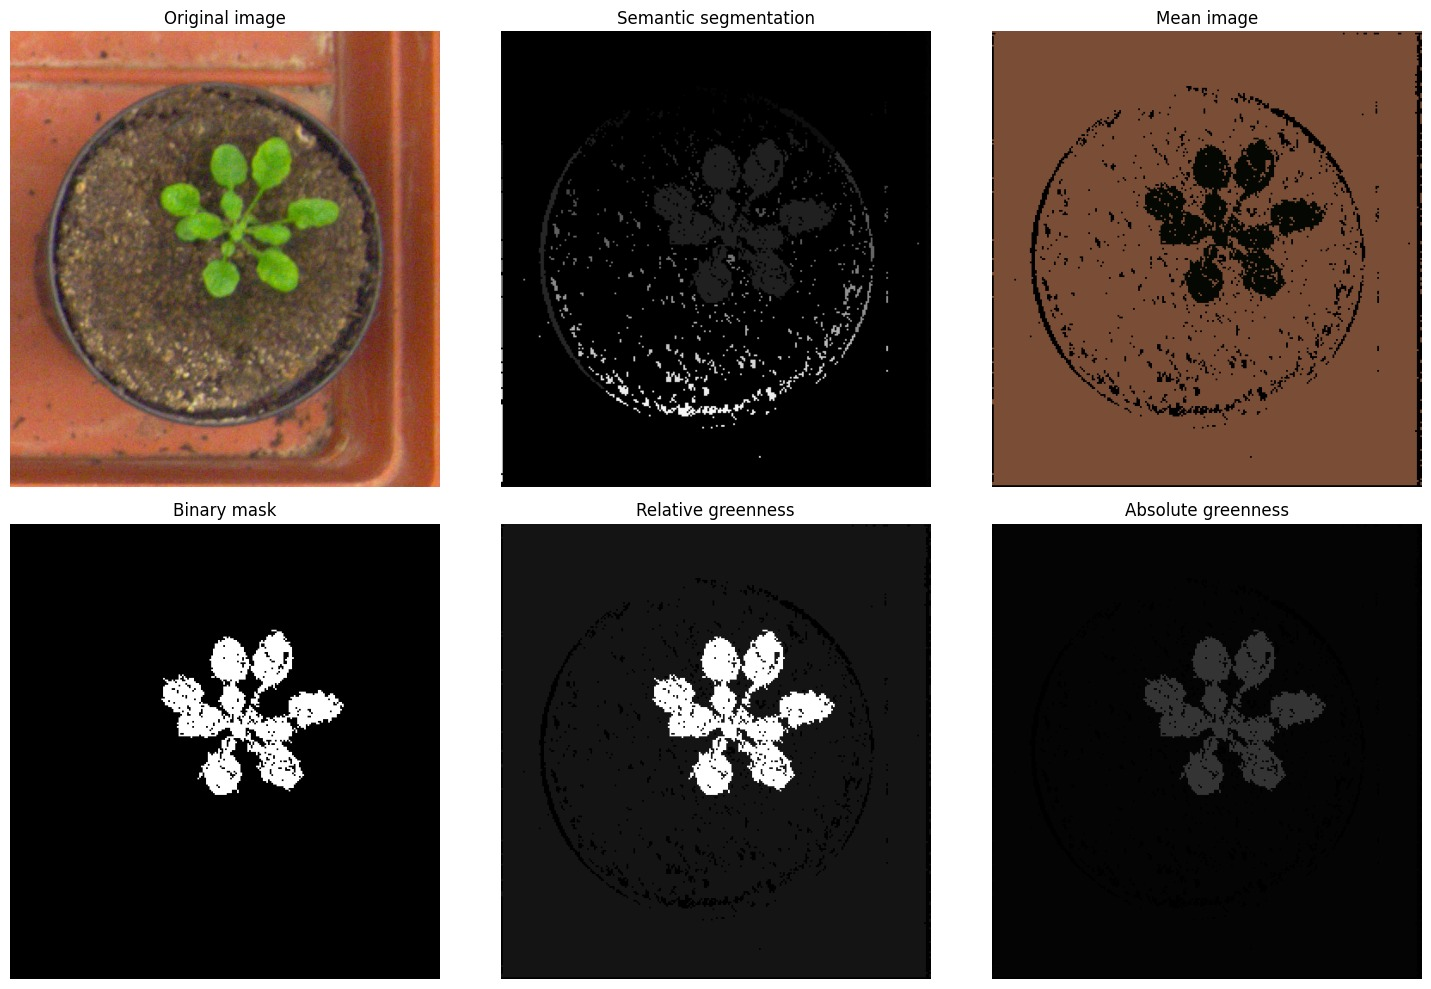 Original image
Semantic segmentation
Mean image
Binary mask
Relative greenness
Absolute greenness